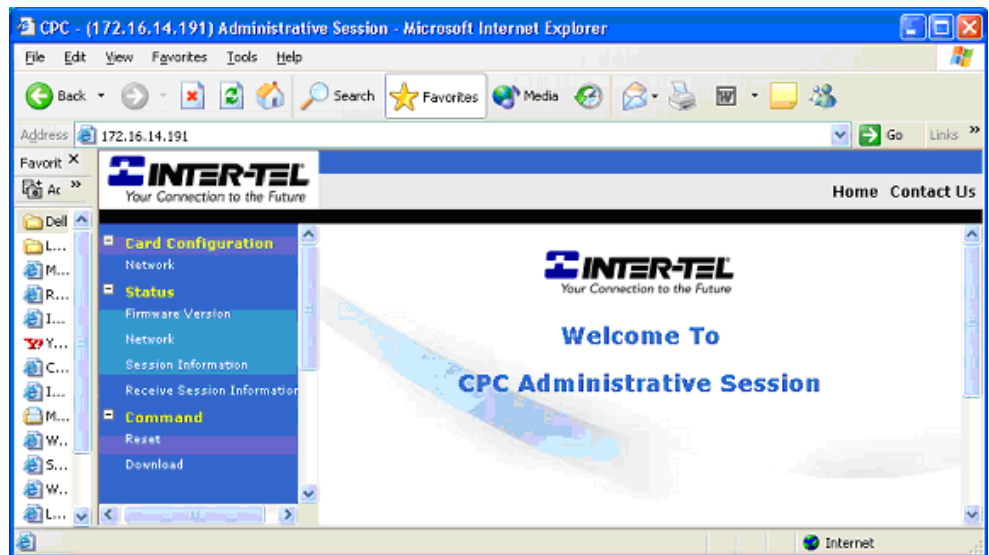 CPC - (172.16.14.191) Administrative Session - Microsoft Internet Explorer
File Edit View Favorites Tools Help
Back Search Favorites Media
Address 172.16.14.191 Go Links »
Favorit ×
Ac »
INTER-TEL
Your Connection to the Future
Home Contact Us
Dell
L...
M...
R...
I...
Y...
C...
I...
M...
W..
S...
W..
L...
Card Configuration
Network
Status
Firmware Version
Network
Session Information
Receive Session Information
Command
Reset
Download
INTER-TEL
Your Connection to the Future
Welcome To
CPC Administrative Session
Internet